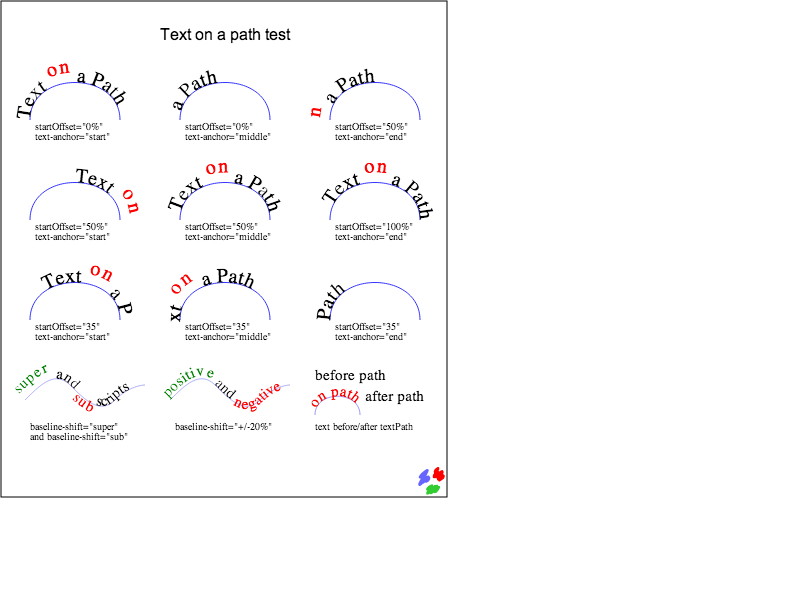 Text on a path test
Text on a Path
a Path
n a Path
startOffset="0%"
text-anchor="start"
startOffset="0%"
text-anchor="middle"
startOffset="50%"
text-anchor="end"
Text on
Text on a Path
Text on a Path
startOffset="50%"
text-anchor="start"
startOffset="50%"
text-anchor="middle"
startOffset="100%"
text-anchor="end"
Text on a P
xt on a Path
Path
startOffset="35"
text-anchor="start"
startOffset="35"
text-anchor="middle"
startOffset="35"
text-anchor="end"
super and sub scripts
positive and negative
before path
on path after path
baseline-shift="super"
and baseline-shift="sub"
baseline-shift="+/-20%"
text before/after textPath